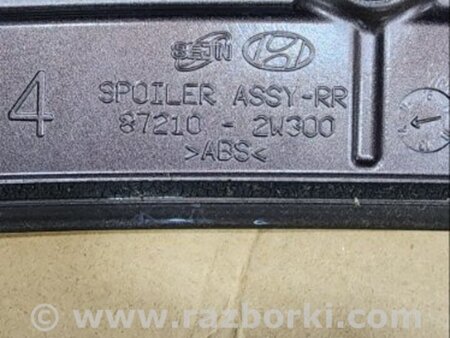 4
SPOILER ASSY-RR
87210 - 2W300
>ABS<
© www.razborki.com